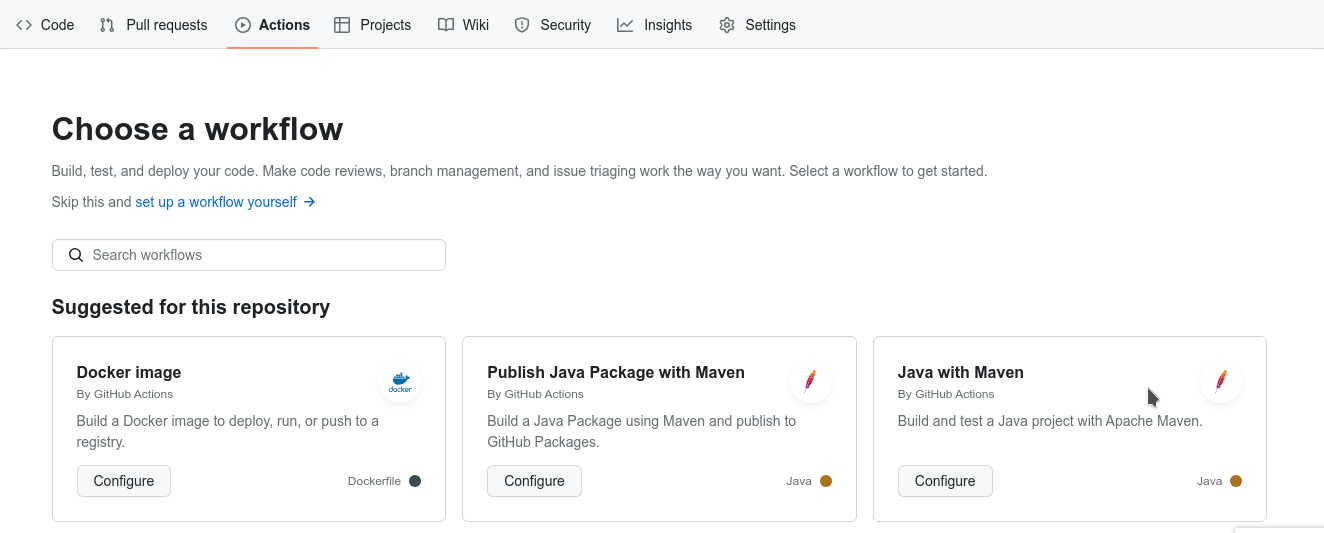 Code Pull requests Actions Projects Wiki Security Insights Settings
Choose a workflow
Build, test, and deploy your code. Make code reviews, branch management, and issue triaging work the way you want. Select a workflow to get started.
Skip this and set up a workflow yourself →
Search workflows
Suggested for this repository
Docker image
By GitHub Actions
docker
Build a Docker image to deploy, run, or push to a
registry.
Configure
Dockerfile
Publish Java Package with Maven
By GitHub Actions
Build a Java Package using Maven and publish to
GitHub Packages.
Configure
Java
Java with Maven
By GitHub Actions
Build and test a Java project with Apache Maven.
Configure
Java